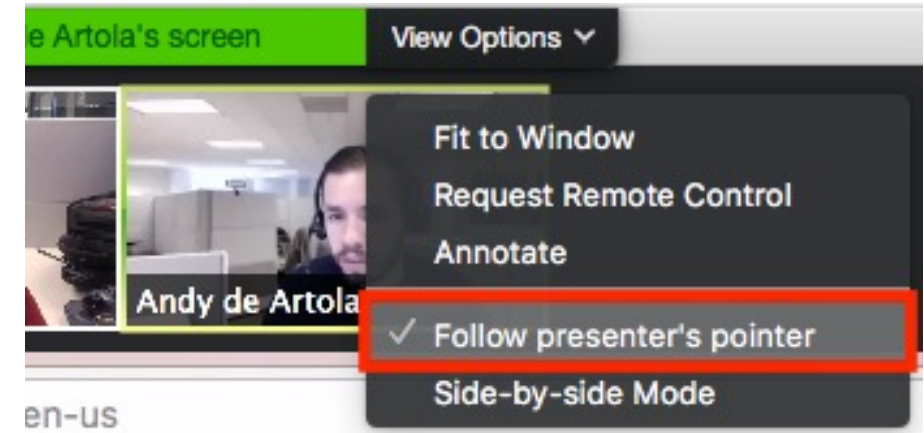 e Artola's screen
View Options
Fit to Window
Request Remote Control
Annotate
Andy de Artola
Follow presenter's pointer
Side-by-side Mode
en-us